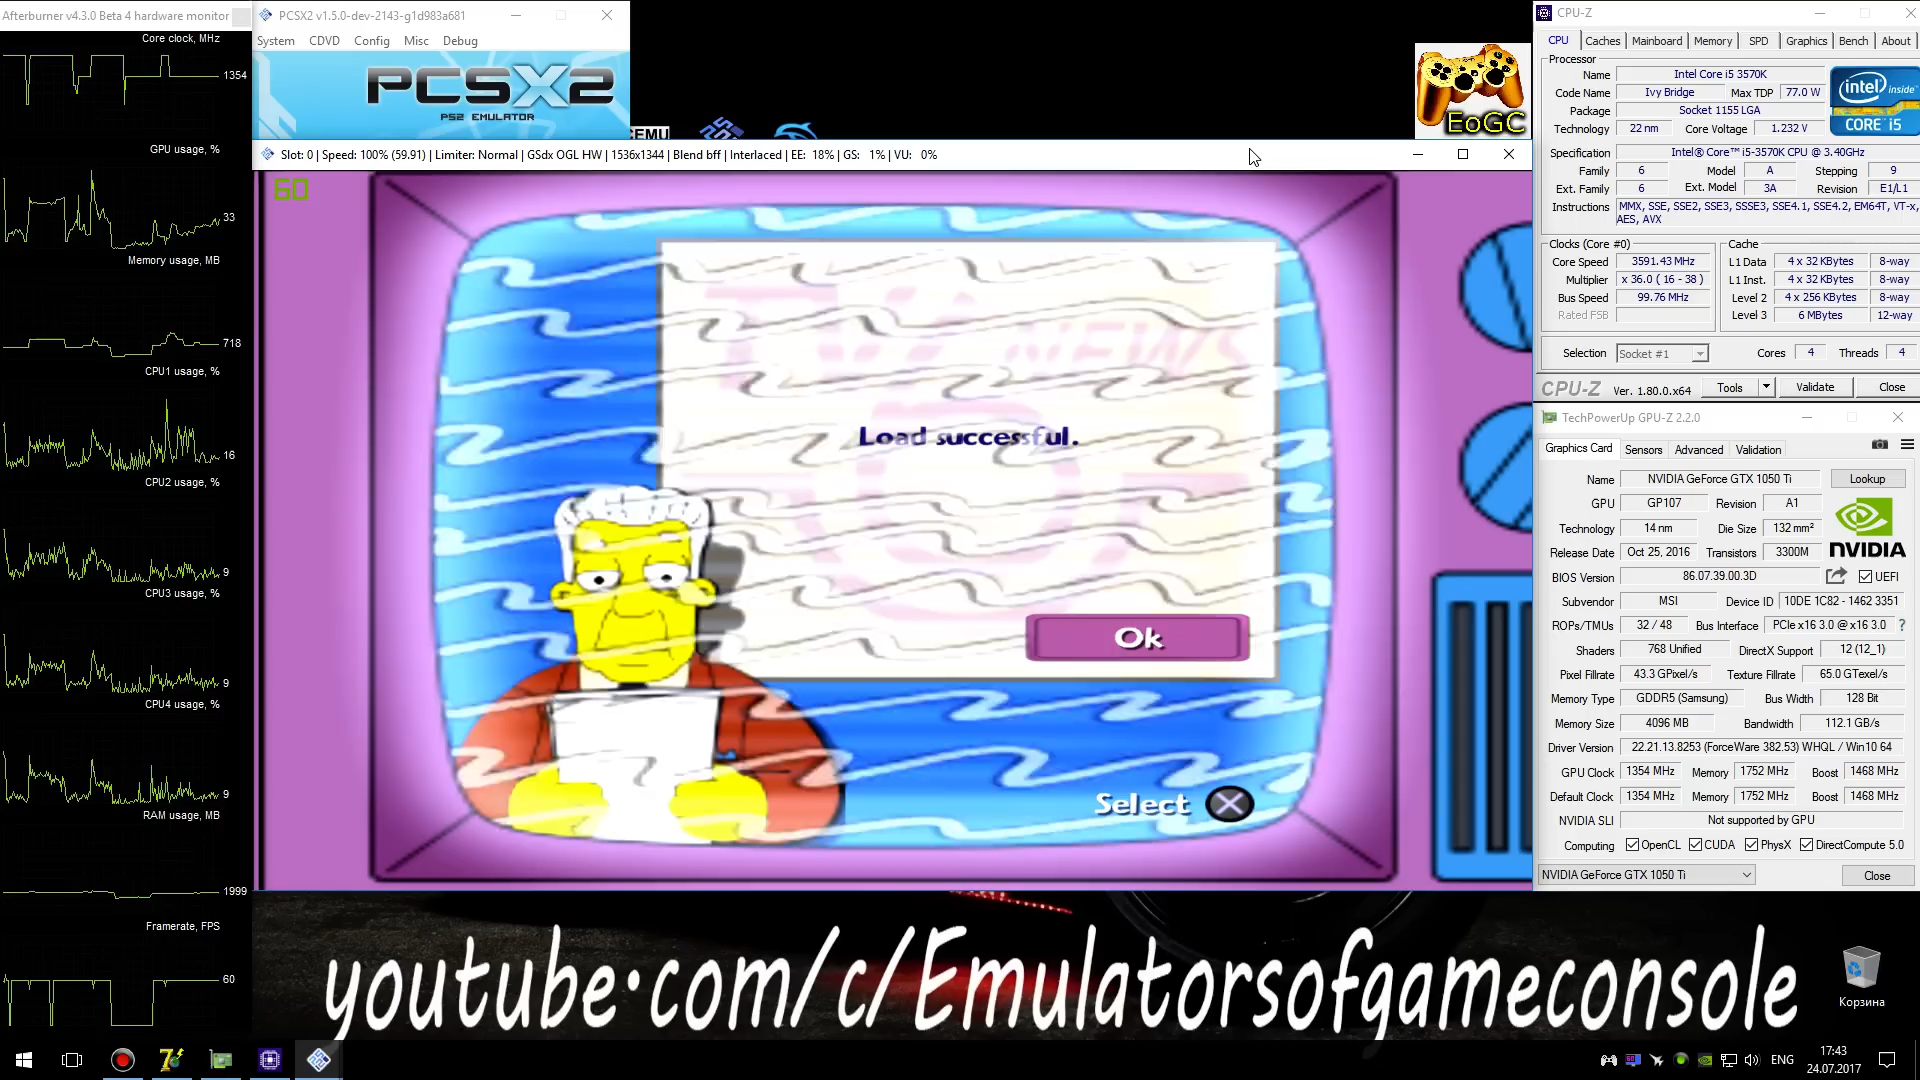 Afterburner v4.3.0 Beta 4 hardware monitor
Core clock, MHz
1354
GPU usage, %
33
Memory usage, MB
718
CPU1 usage, %
16
CPU2 usage, %
9
CPU3 usage, %
9
CPU4 usage, %
9
RAM usage, MB
1999
Framerate, FPS
60
PCSX2 v1.5.0-dev-2143-g1d983a681
System CDVD Config Misc Debug
PCSX2
PS2 EMULATOR
CEMU
EoGC
Slot: 0 | Speed: 100% (59.91) | Limiter: Normal | GSdx OGL HW | 1536x1344 | Blend bff | Interlaced | EE: 18% | GS: 1% | VU: 0%
60
NEWS
Load successful.
Ok
Select
CPU-Z
CPU Caches Mainboard Memory SPD Graphics Bench About
Processor
Name Intel Core i5 3570K
Code Name Ivy Bridge Max TDP 77.0 W
Package Socket 1155 LGA
Technology 22 nm Core Voltage 1.232 V
intel inside
CORE i5
Specification Intel® Core™ i5-3570K CPU @ 3.40GHz
Family 6 Model A Stepping 9
Ext. Family 6 Ext. Model 3A Revision E1/L1
Instructions MMX, SSE, SSE2, SSE3, SSSE3, SSE4.1, SSE4.2, EM64T, VT-x,
AES, AVX
Clocks (Core #0) Cache
Core Speed 3591.43 MHz L1 Data 4 x 32 KBytes 8-way
Multiplier x 36.0 ( 16 - 38 ) L1 Inst. 4 x 32 KBytes 8-way
Bus Speed 99.76 MHz Level 2 4 x 256 KBytes 8-way
Rated FSB Level 3 6 MBytes 12-way
Selection Socket #1 Cores 4 Threads 4
CPU-Z Ver. 1.80.0.x64 Tools Validate Close
TechPowerUp GPU-Z 2.2.0
Graphics Card Sensors Advanced Validation
Name NVIDIA GeForce GTX 1050 Ti Lookup
GPU GP107 Revision A1
Technology 14 nm Die Size 132 mm²
Release Date Oct 25, 2016 Transistors 3300M
NVIDIA
BIOS Version 86.07.39.00.3D UEFI
Subvendor MSI Device ID 10DE 1C82 - 1462 3351
ROPs/TMUs 32 / 48 Bus Interface PCIe x16 3.0 @ x16 3.0 ?
Shaders 768 Unified DirectX Support 12 (12_1)
Pixel Fillrate 43.3 GPixel/s Texture Fillrate 65.0 GTexel/s
Memory Type GDDR5 (Samsung) Bus Width 128 Bit
Memory Size 4096 MB Bandwidth 112.1 GB/s
Driver Version 22.21.13.8253 (ForceWare 382.53) WHQL / Win10 64
GPU Clock 1354 MHz Memory 1752 MHz Boost 1468 MHz
Default Clock 1354 MHz Memory 1752 MHz Boost 1468 MHz
NVIDIA SLI Not supported by GPU
Computing OpenCL CUDA PhysX DirectCompute 5.0
NVIDIA GeForce GTX 1050 Ti Close
youtube.com/c/Emulatorsofgameconsole
Корзина
ENG
17:43
24.07.2017